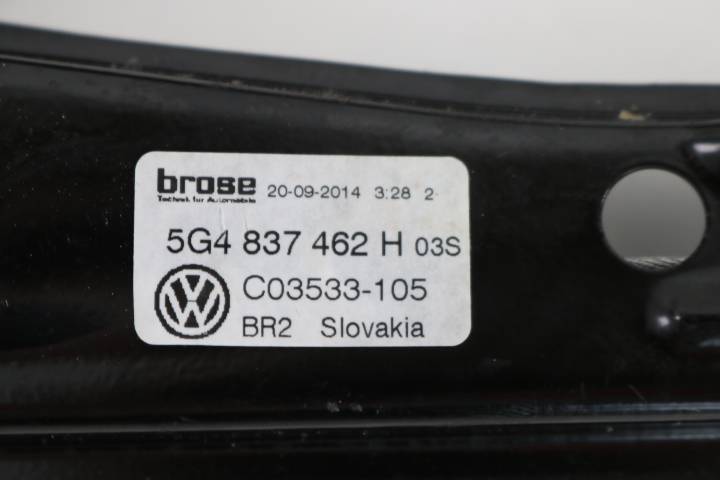 brose 20-09-2014 3:28 2
Technik für Automobile
5G4 837 462 H 03S
C03533-105
BR2 Slovakia